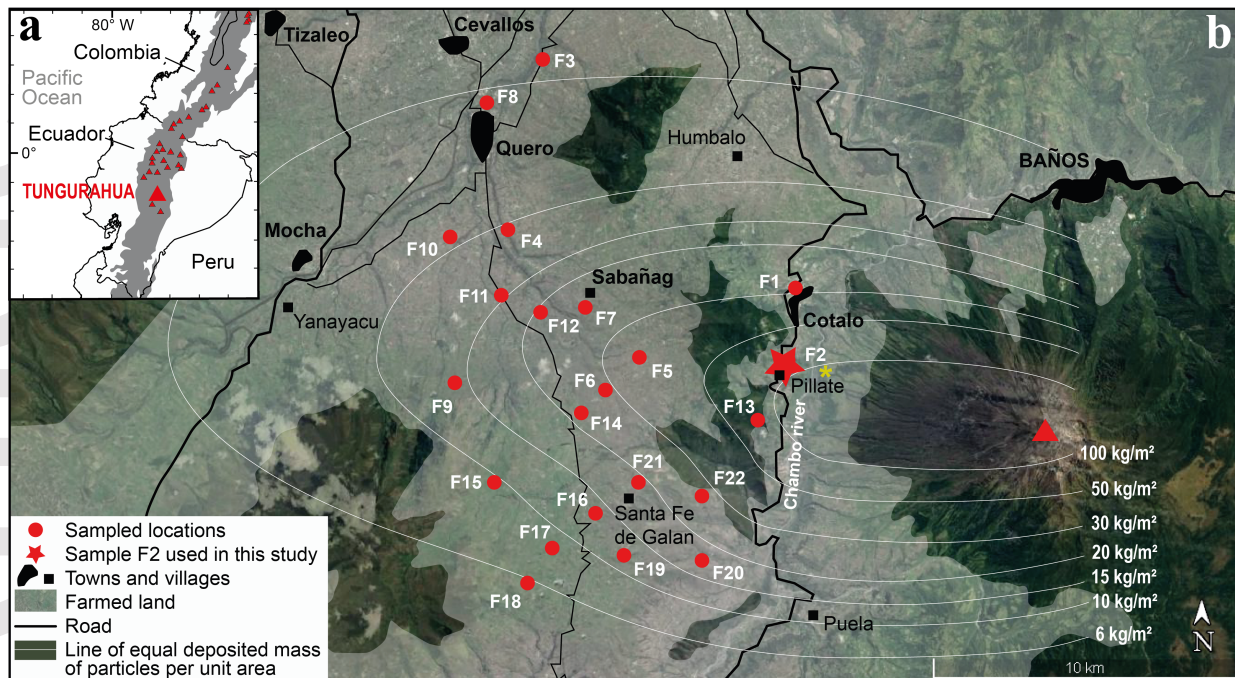 a
80° W
Colombia
Pacific
Ocean
Ecuador
0°
TUNGURAHUA
Peru
b
Tizaleo
Cevallos
F3
F8
Quero
Humbalo
BAÑOS
Mocha
F10
F4
Yanayacu
F11
Sabañag
F12
F7
F1
Cotalo
F2
*
Pillate
F5
F6
F9
F14
F13
Chambo river
F15
F21
F22
F16
Santa Fe
de Galan
F17
F19
F20
F18
Puela
100 kg/m²
50 kg/m²
30 kg/m²
20 kg/m²
15 kg/m²
10 kg/m²
6 kg/m²
N
10 km
Sampled locations
Sample F2 used in this study
Towns and villages
Farmed land
Road
Line of equal deposited mass
of particles per unit area